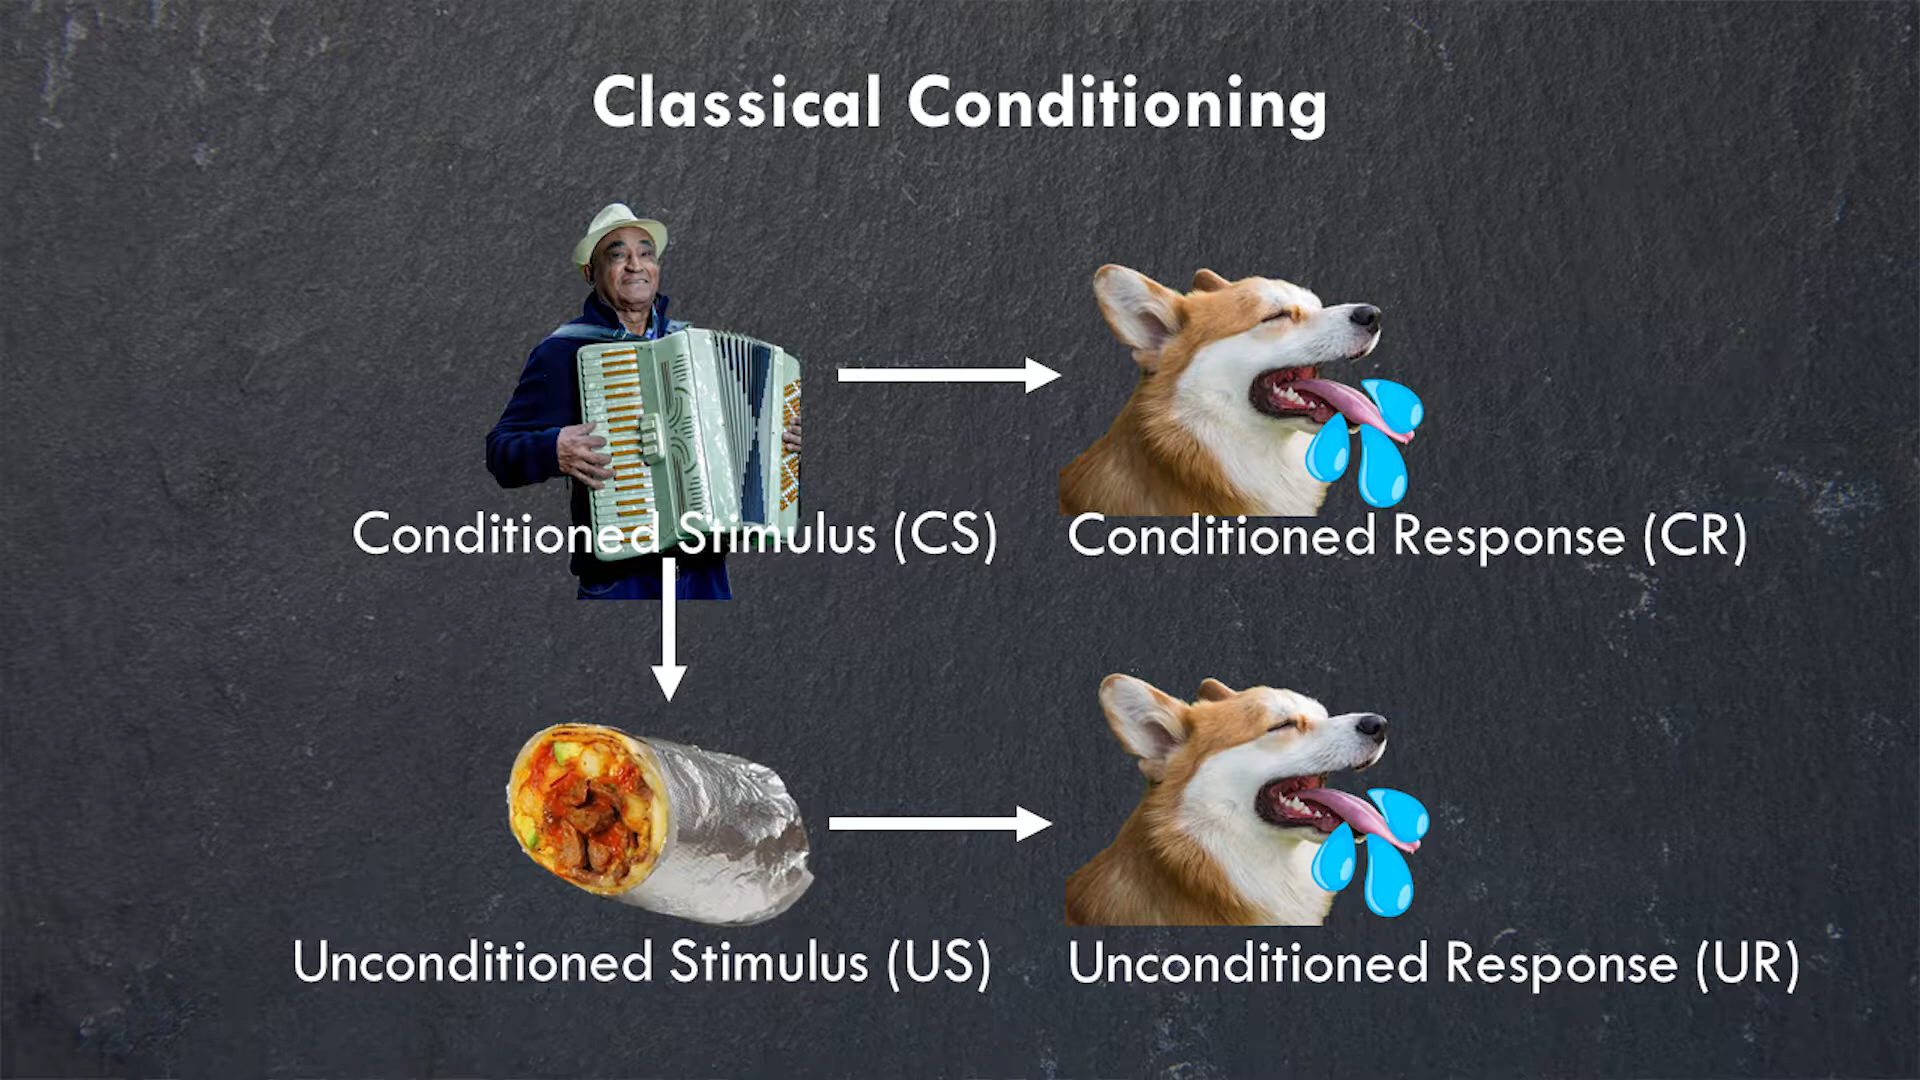 Classical Conditioning
Conditioned Stimulus (CS)
Conditioned Response (CR)
Unconditioned Stimulus (US)
Unconditioned Response (UR)